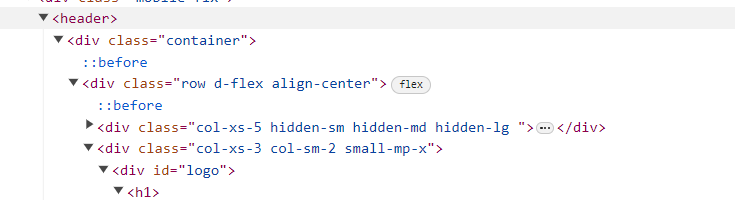 <header>
<div class="container">
::before
<div class="row d-flex align-center"> flex
::before
<div class="col-xs-5 hidden-sm hidden-md hidden-lg ">⋯</div>
<div class="col-xs-3 col-sm-2 small-mp-x">
<div id="logo">
<h1>